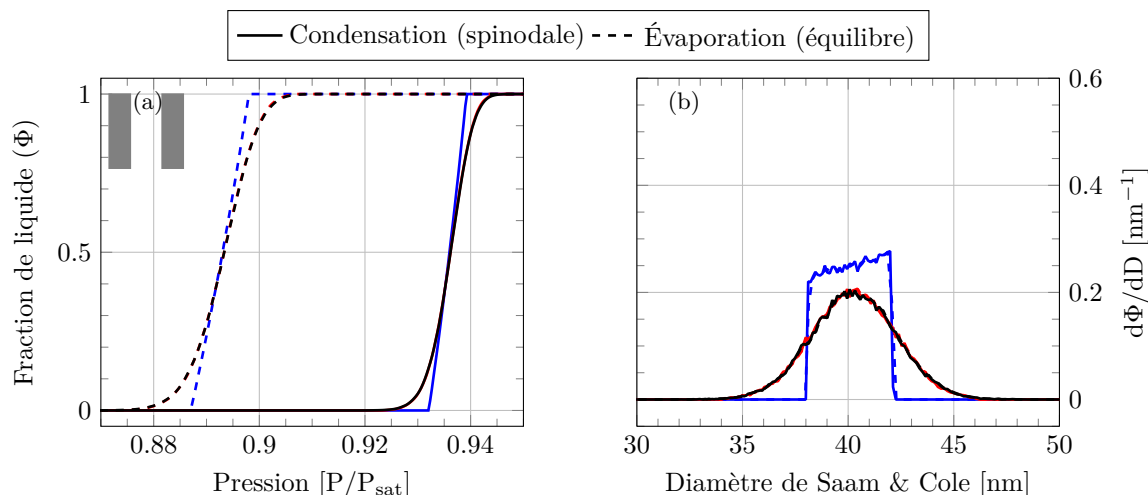 Condensation (spinodale) Évaporation (équilibre)
(a)
1
0.5
0
0.88 0.9 0.92 0.94
Fraction de liquide (Φ)
Pression [P/P_sat]
(b)
0.6
0.4
0.2
0
30 35 40 45 50
dΦ/dD [nm⁻¹]
Diamètre de Saam & Cole [nm]